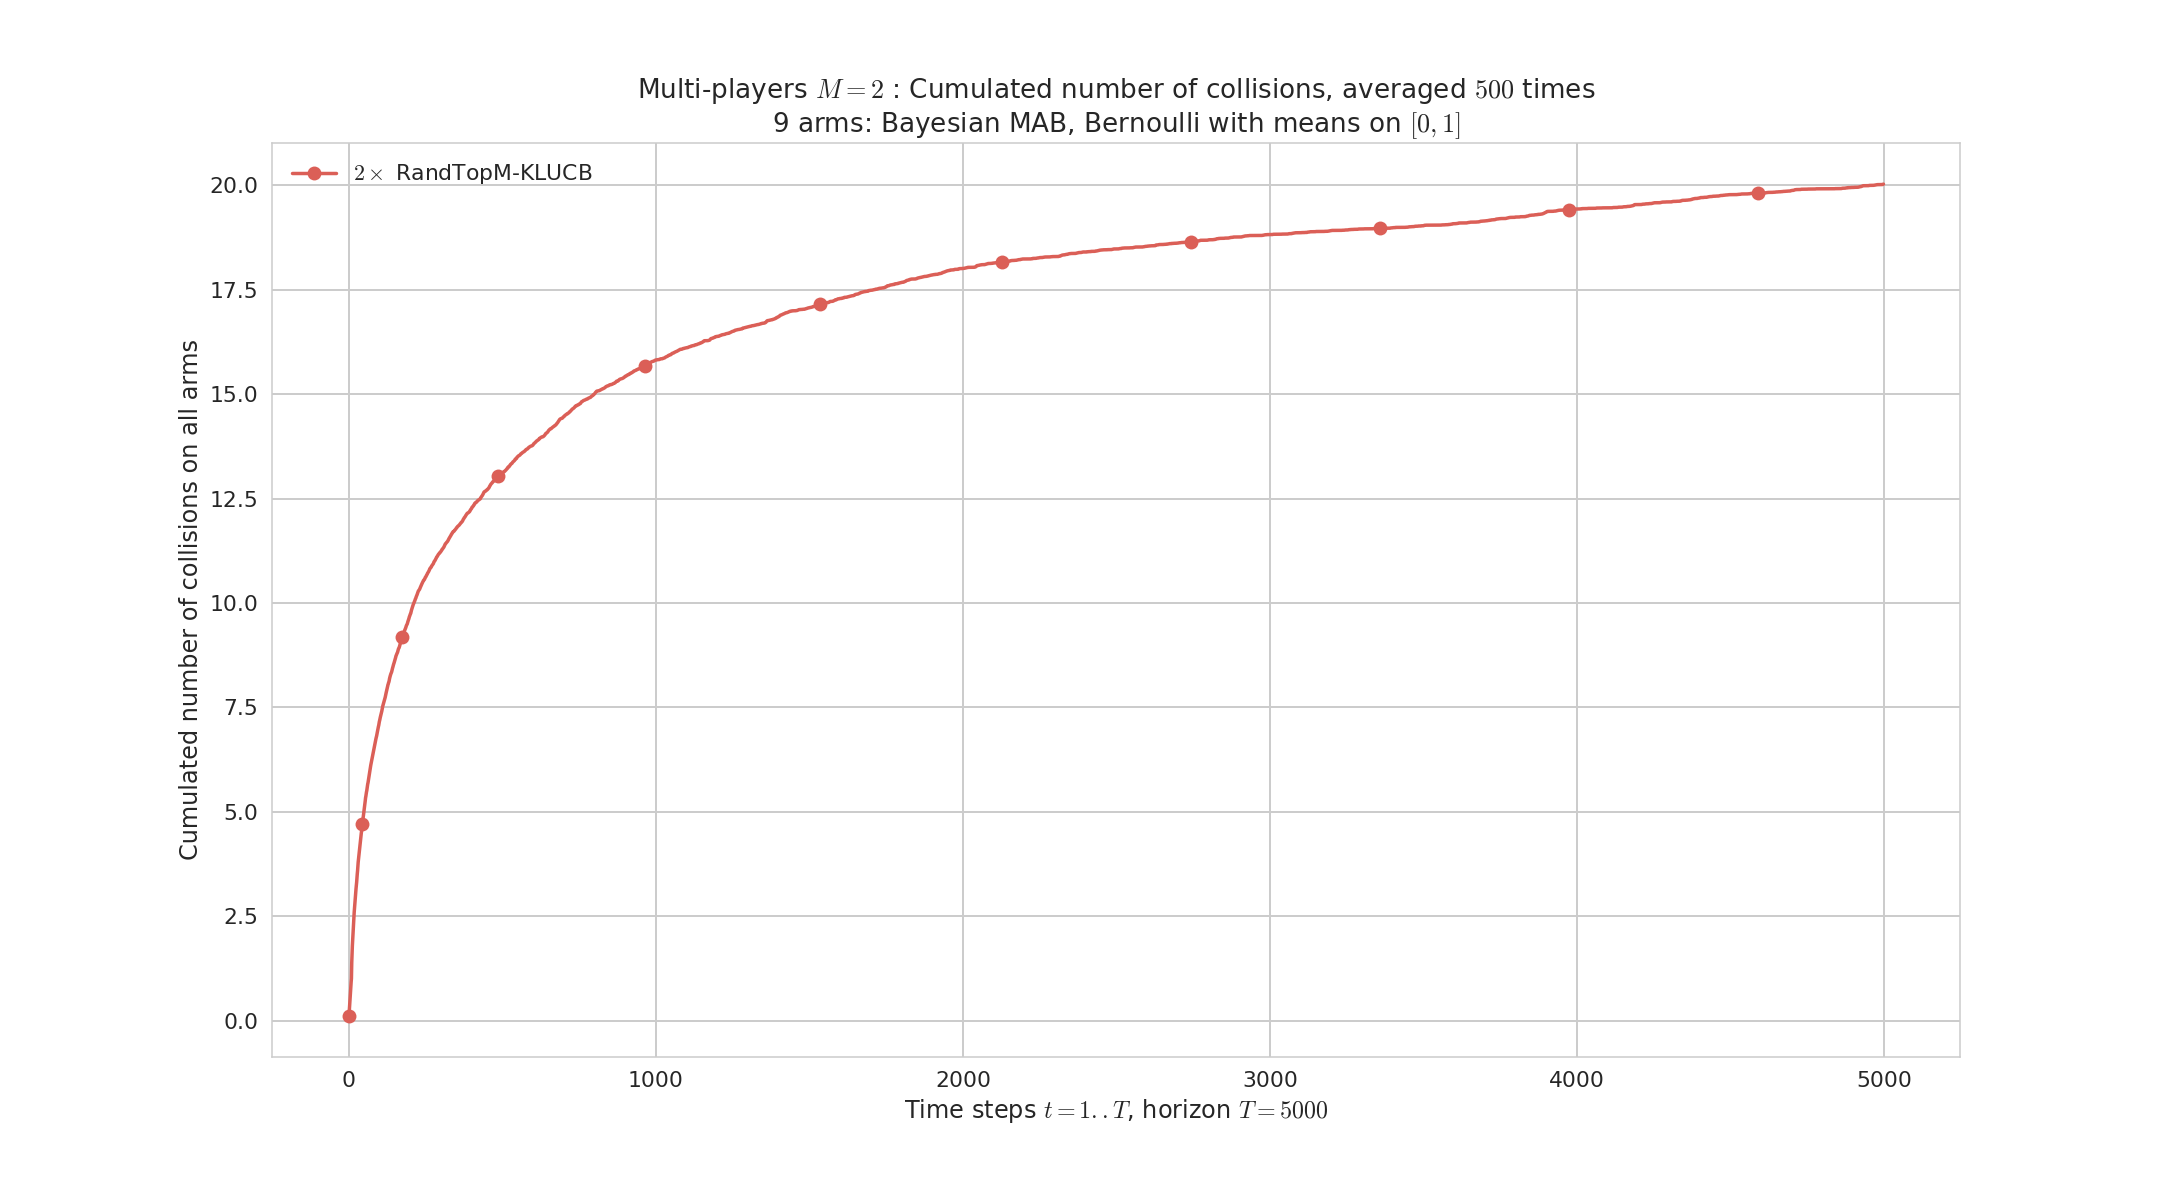 Multi-players M = 2 : Cumulated number of collisions, averaged 500 times
9 arms: Bayesian MAB, Bernoulli with means on [0, 1]
2× RandTopM-KLUCB
Cumulated number of collisions on all arms
20.0
17.5
15.0
12.5
10.0
7.5
5.0
2.5
0.0
0 1000 2000 3000 4000 5000
Time steps t = 1..T, horizon T = 5000